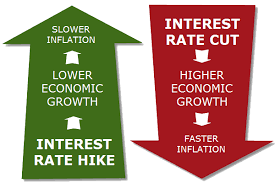 SLOWER
INFLATION
LOWER
ECONOMIC
GROWTH
INTEREST
RATE HIKE
INTEREST
RATE CUT
HIGHER
ECONOMIC
GROWTH
FASTER
INFLATION